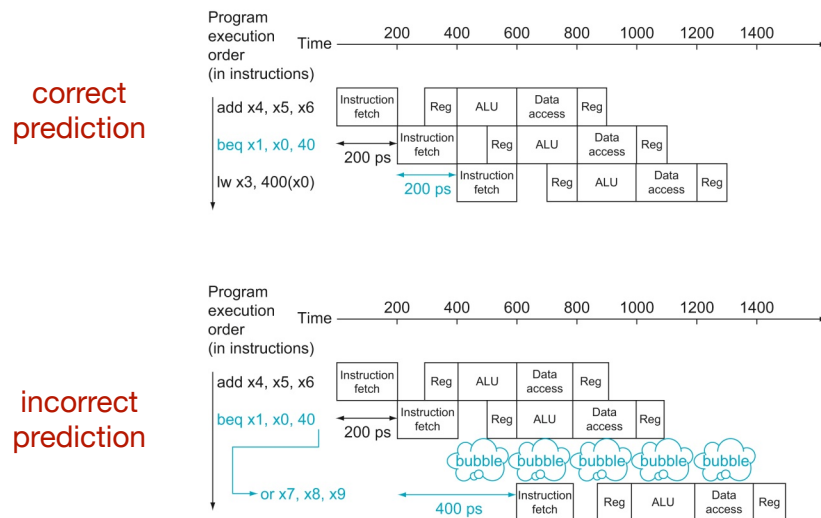 correct
prediction
Program
execution
order
(in instructions)
Time
200 400 600 800 1000 1200 1400
add x4, x5, x6
Instruction
fetch
Reg
ALU
Data
access
Reg
beq x1, x0, 40
200 ps
Instruction
fetch
Reg
ALU
Data
access
Reg
lw x3, 400(x0)
200 ps
Instruction
fetch
Reg
ALU
Data
access
Reg
incorrect
prediction
Program
execution
order
(in instructions)
Time
200 400 600 800 1000 1200 1400
add x4, x5, x6
Instruction
fetch
Reg
ALU
Data
access
Reg
beq x1, x0, 40
200 ps
Instruction
fetch
Reg
ALU
Data
access
Reg
bubble bubble bubble bubble bubble
or x7, x8, x9
400 ps
Instruction
fetch
Reg
ALU
Data
access
Reg